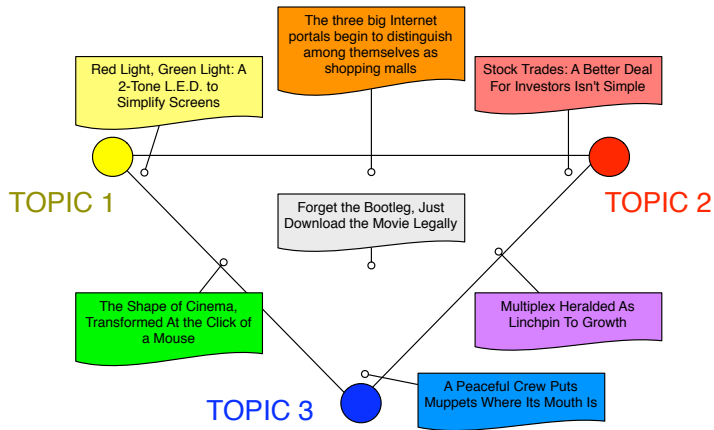 The three big Internet
portals begin to distinguish
among themselves as
shopping malls
Red Light, Green Light: A
2-Tone L.E.D. to
Simplify Screens
Stock Trades: A Better Deal
For Investors Isn't Simple
TOPIC 1
TOPIC 2
Forget the Bootleg, Just
Download the Movie Legally
The Shape of Cinema,
Transformed At the Click of
a Mouse
Multiplex Heralded As
Linchpin To Growth
TOPIC 3
A Peaceful Crew Puts
Muppets Where Its Mouth Is